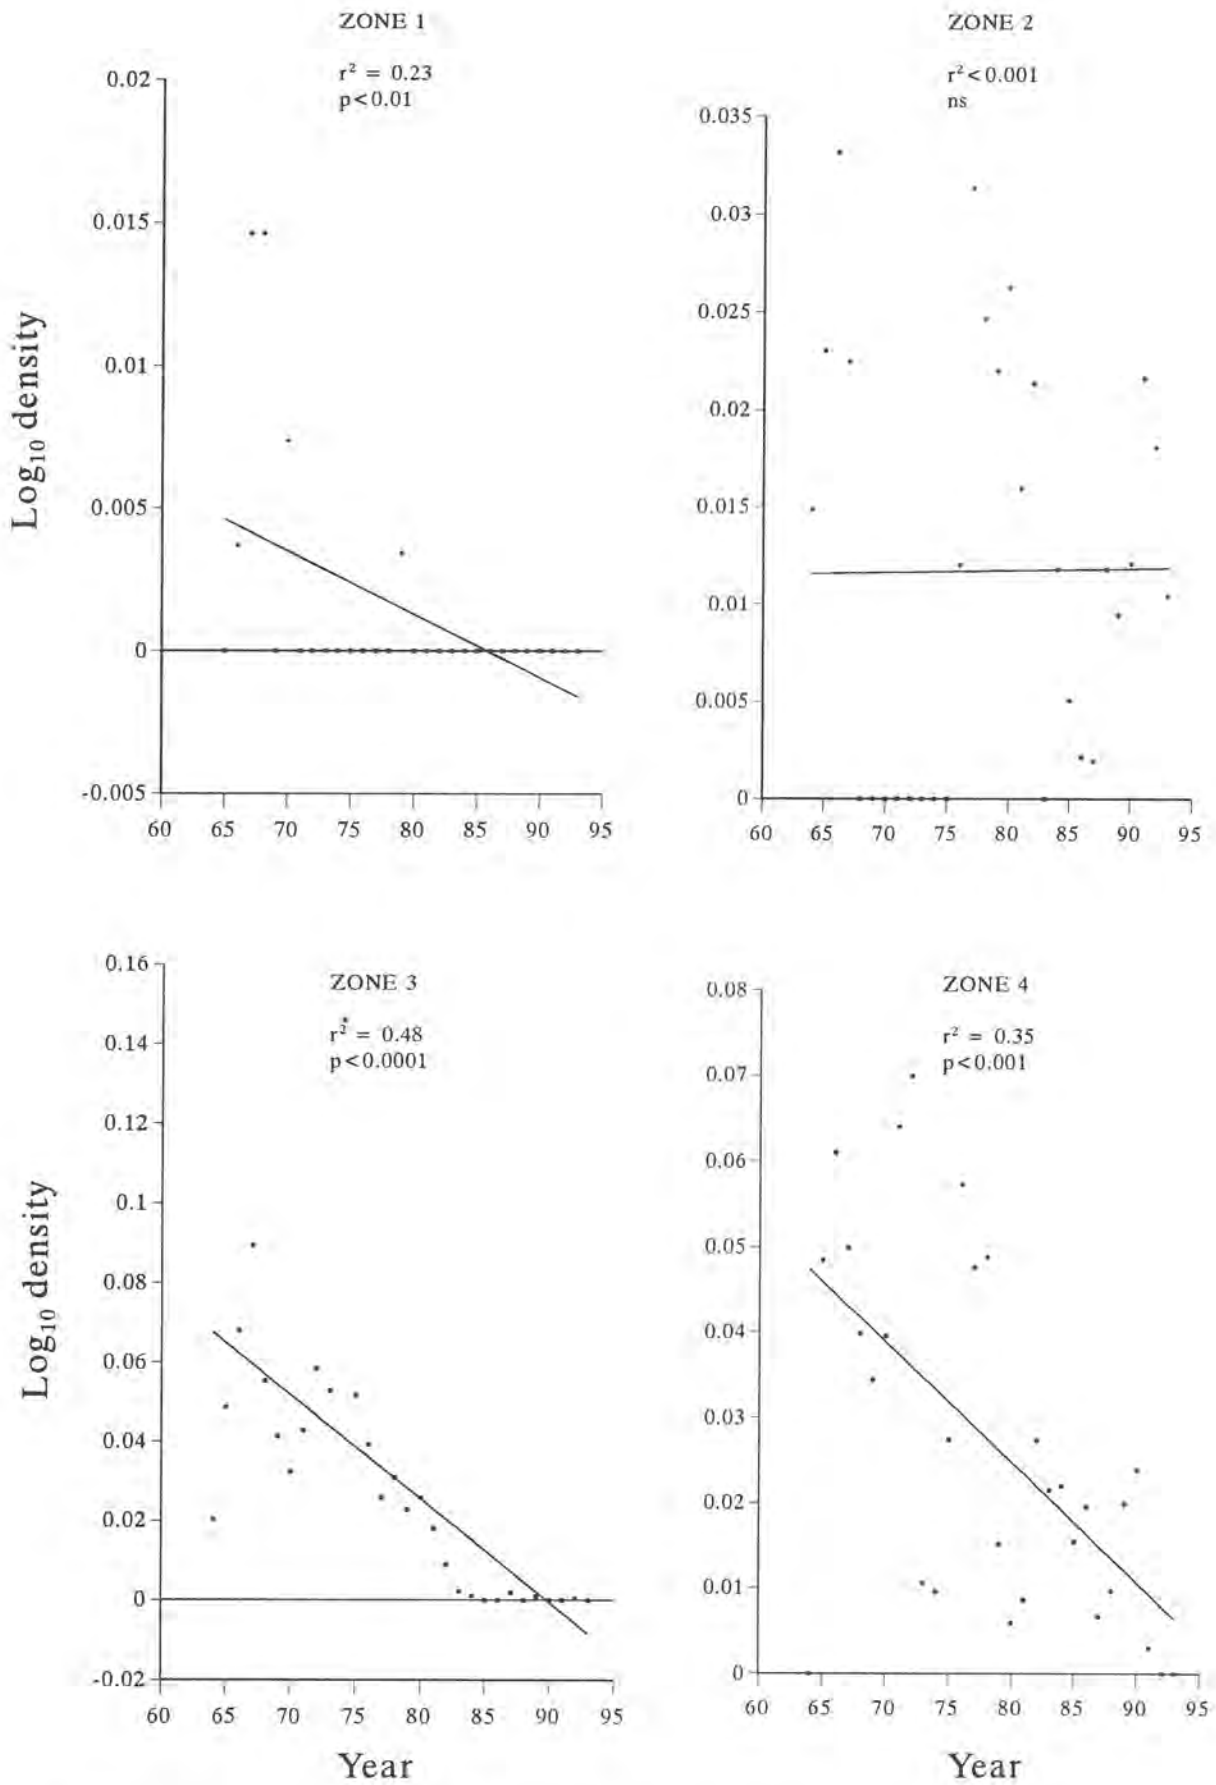 ZONE 1
r² = 0.23
p<0.01
0.02
0.015
0.01
0.005
0
-0.005
60 65 70 75 80 85 90 95
Log₁₀ density
ZONE 2
r²<0.001
ns
0.035
0.03
0.025
0.02
0.015
0.01
0.005
0
60 65 70 75 80 85 90 95
ZONE 3
r² = 0.48
p<0.0001
0.16
0.14
0.12
0.1
0.08
0.06
0.04
0.02
0
-0.02
60 65 70 75 80 85 90 95
Log₁₀ density
Year
ZONE 4
r² = 0.35
p<0.001
0.08
0.07
0.06
0.05
0.04
0.03
0.02
0.01
0
60 65 70 75 80 85 90 95
Year